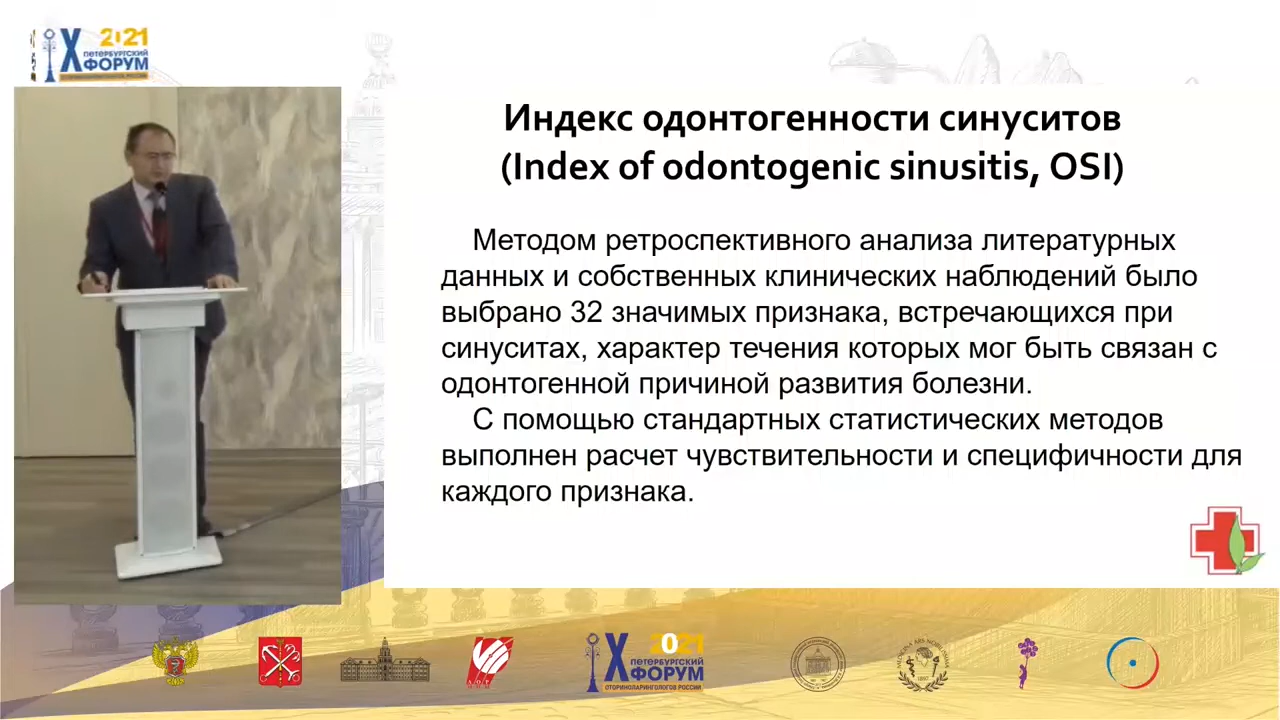 2021
X
ПЕТЕРБУРГСКИЙ
ФОРУМ
ОТОРИНОЛАРИНГОЛОГОВ РОССИИ
Индекс одонтогенности синуситов
(Index of odontogenic sinusitis, OSI)
Методом ретроспективного анализа литературных
данных и собственных клинических наблюдений было
выбрано 32 значимых признака, встречающихся при
синуситах, характер течения которых мог быть связан с
одонтогенной причиной развития болезни.
С помощью стандартных статистических методов
выполнен расчет чувствительности и специфичности для
каждого признака.
2021
X
ПЕТЕРБУРГСКИЙ
ФОРУМ
ОТОРИНОЛАРИНГОЛОГОВ РОССИИ